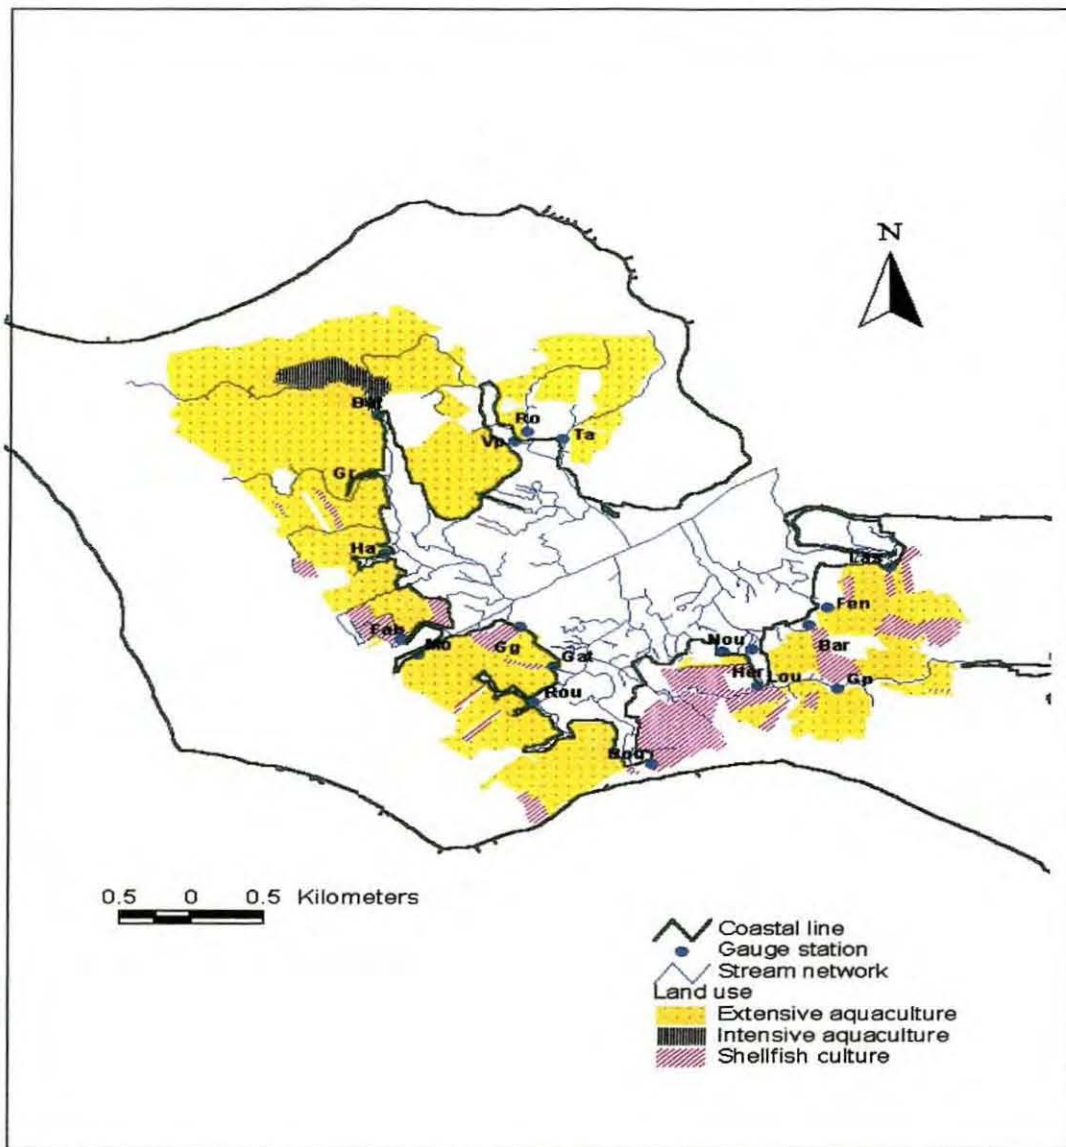 N
Ro
Vp
Ta
Gr
Ha
Fan
Mo
Gg
Gat
Nou
Bar
Her
Lou
Gp
Rou
0.5 0 0.5 Kilometers
Coastal line
Gauge station
Stream network
Land use
Extensive aquaculture
Intensive aquaculture
Shellfish culture